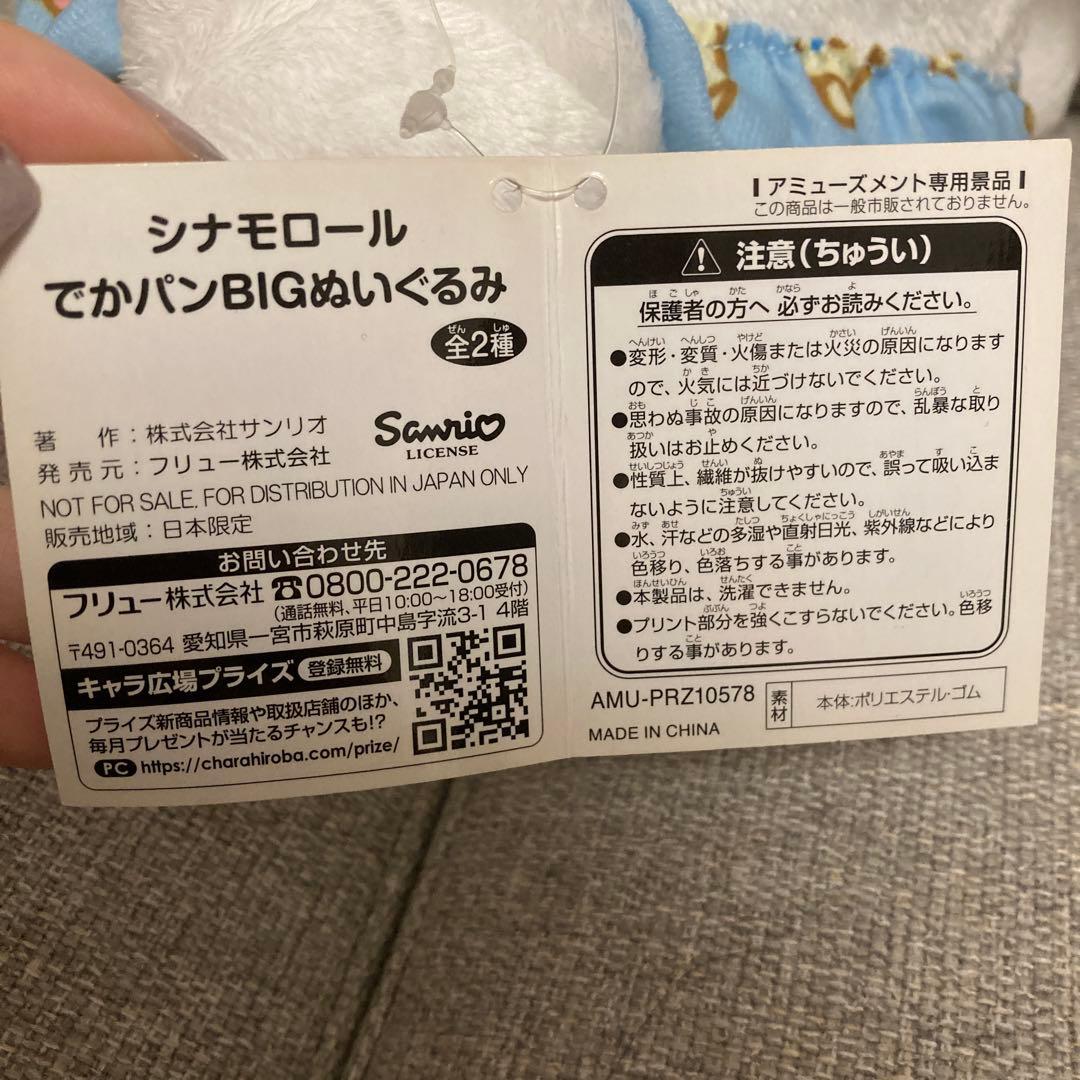 シナモロール
でかパンBIGぬいぐるみ
全2種
著 作：株式会社サンリオ
発売元：フリュー株式会社
Sanrio
LICENSE
NOT FOR SALE. FOR DISTRIBUTION IN JAPAN ONLY
販売地域：日本限定
お問い合わせ先
フリュー株式会社 ☎0800-222-0678
(通話無料、平日10:00〜18:00受付)
〒491-0364 愛知県一宮市萩原町中島字流3-1 4階
キャラ広場プライズ 登録無料
プライズ新商品情報や取扱店舗のほか、
毎月プレゼントが当たるチャンスも!?
PC https://charahiroba.com/prize/
アミューズメント専用景品
この商品は一般市販されておりません。
注意(ちゅうい)
保護者の方へ 必ずお読みください。
●変形・変質・火傷または火災の原因になります
ので、火気には近づけないでください。
●思わぬ事故の原因になりますので、乱暴な取り
扱いはお止めください。
●性質上、繊維が抜けやすいので、誤って吸い込ま
ないように注意してください。
●水、汗などの多湿や直射日光、紫外線などにより
色移り、色落ちする事があります。
●本製品は、洗濯できません。
●プリント部分を強くこすらないでください。色移
りする事があります。
AMU-PRZ10578
素材 本体:ポリエステル・ゴム
MADE IN CHINA